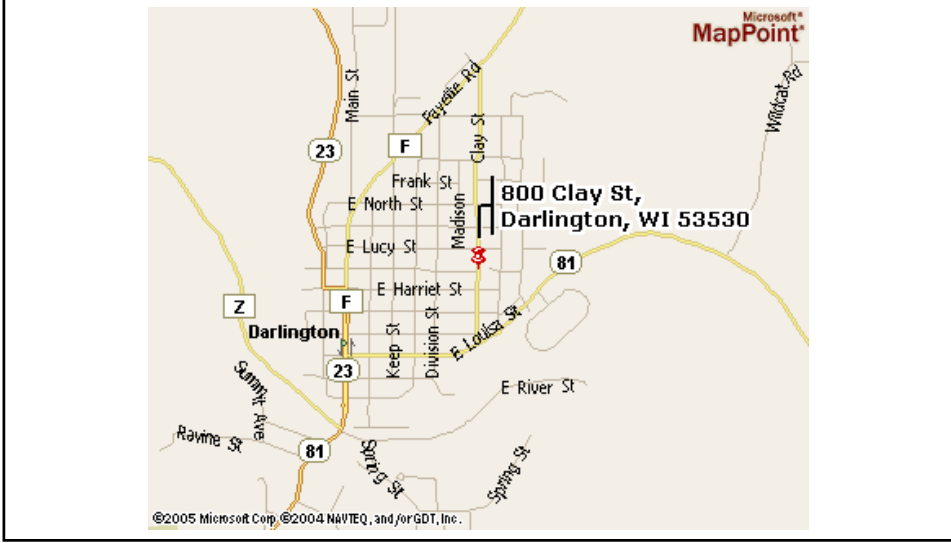 Microsoft®
MapPoint®
Main St
Fayette Rd
Wildcat Rd
23
F
Clay St
Frank St
800 Clay St,
E North St
Madison
Darlington, WI 53530
E Lucy St
81
E Harriet St
Z
F
Darlington
Keep St
Division St
E Louisa St
23
Summit Ave
E River St
Ravine St
81
Spring St
Spring St
©2005 Microsoft Corp ©2004 NAVTEQ, and/or GDT, Inc.